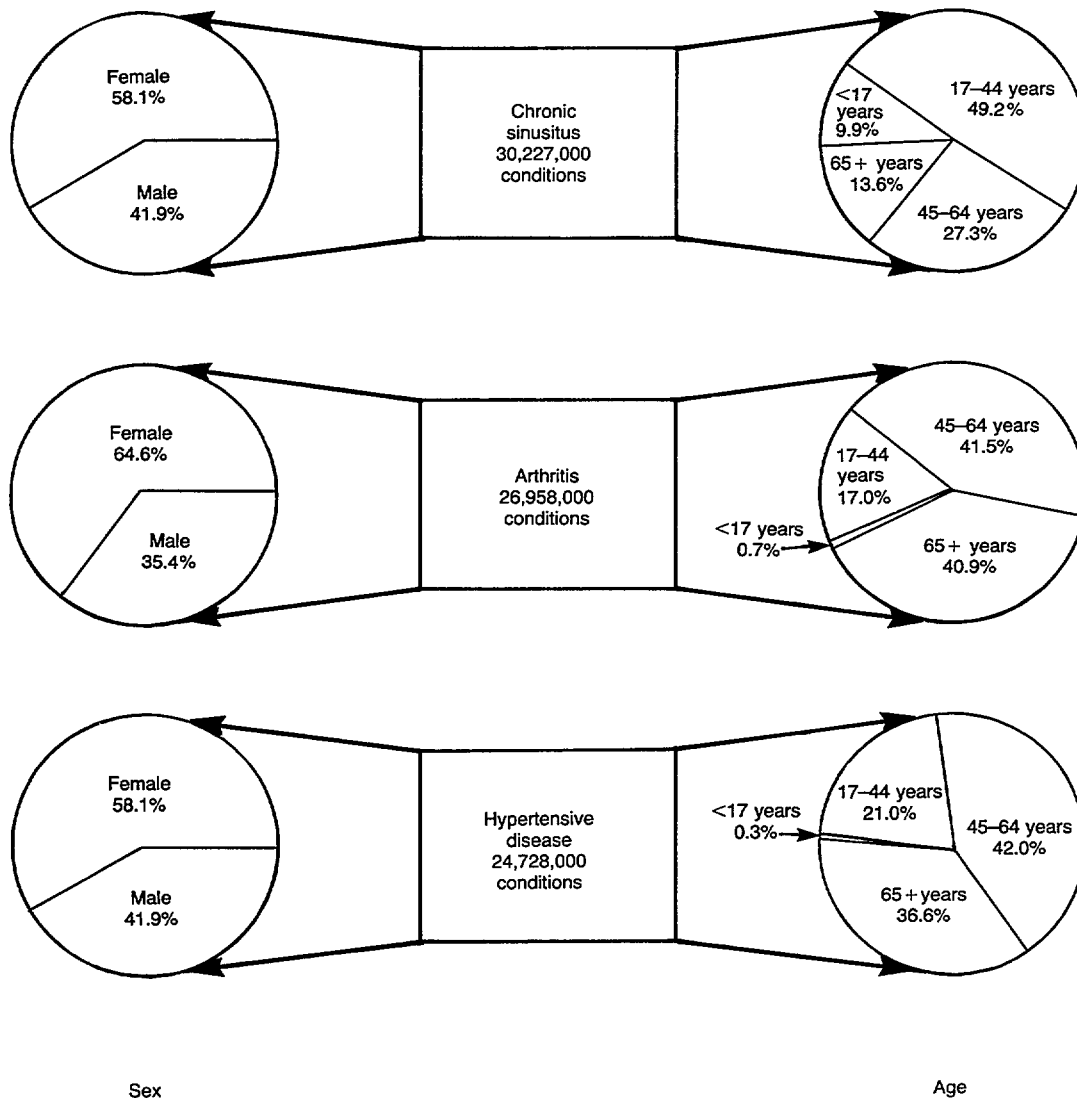 Female
58.1%
Male
41.9%
Chronic
sinusitus
30,227,000
conditions
17–44 years
49.2%
<17
years
9.9%
65+ years
13.6%
45–64 years
27.3%
Female
64.6%
Male
35.4%
Arthritis
26,958,000
conditions
45–64 years
41.5%
17–44
years
17.0%
<17 years
0.7%
65+ years
40.9%
Female
58.1%
Male
41.9%
Hypertensive
disease
24,728,000
conditions
<17 years
0.3%
17–44 years
21.0%
45–64 years
42.0%
65+years
36.6%
Sex
Age